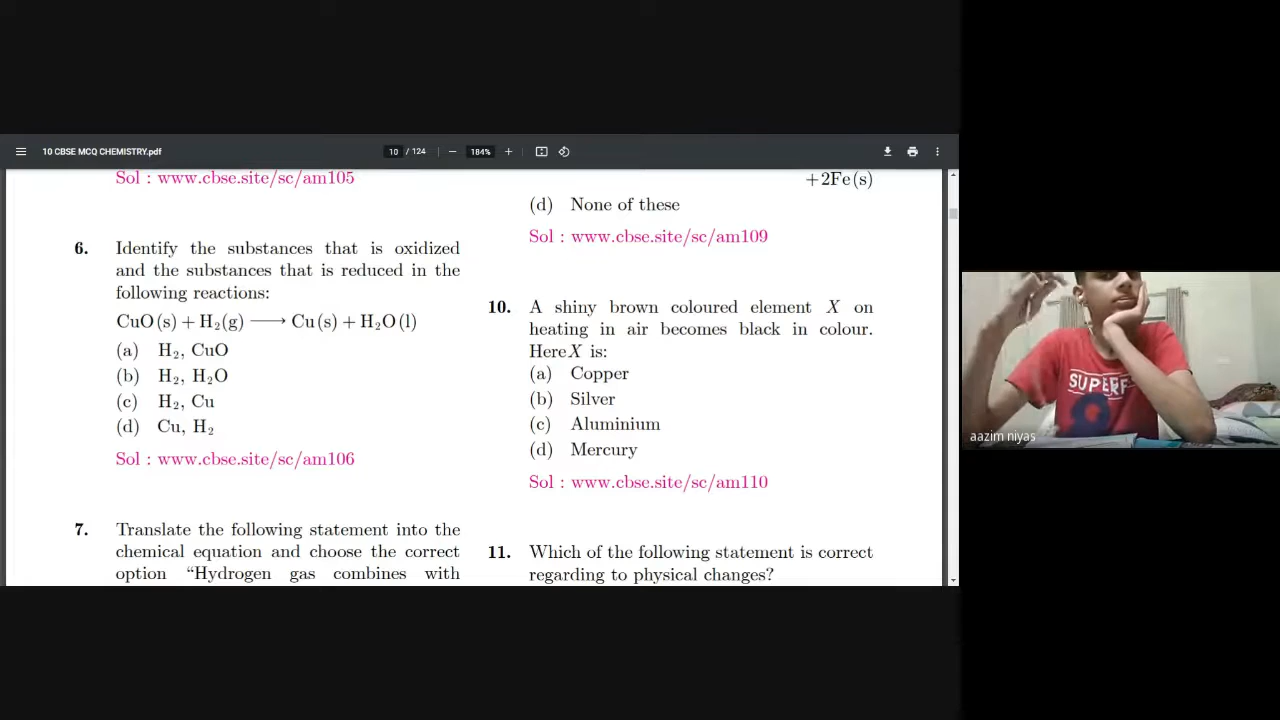 10 CBSE MCQ CHEMISTRY.pdf
10 / 124
184%
Sol : www.cbse.site/sc/am105
6. Identify the substances that is oxidized
and the substances that is reduced in the
following reactions:
CuO(s) + H₂(g) ⟶ Cu(s) + H₂O(l)
(a) H₂, CuO
(b) H₂, H₂O
(c) H₂, Cu
(d) Cu, H₂
Sol : www.cbse.site/sc/am106
7. Translate the following statement into the
chemical equation and choose the correct
option “Hydrogen gas combines with
+2Fe(s)
(d) None of these
Sol : www.cbse.site/sc/am109
10. A shiny brown coloured element X on
heating in air becomes black in colour.
Here X is:
(a) Copper
(b) Silver
(c) Aluminium
(d) Mercury
Sol : www.cbse.site/sc/am110
11. Which of the following statement is correct
regarding to physical changes?
SUPERF
aazim niyas